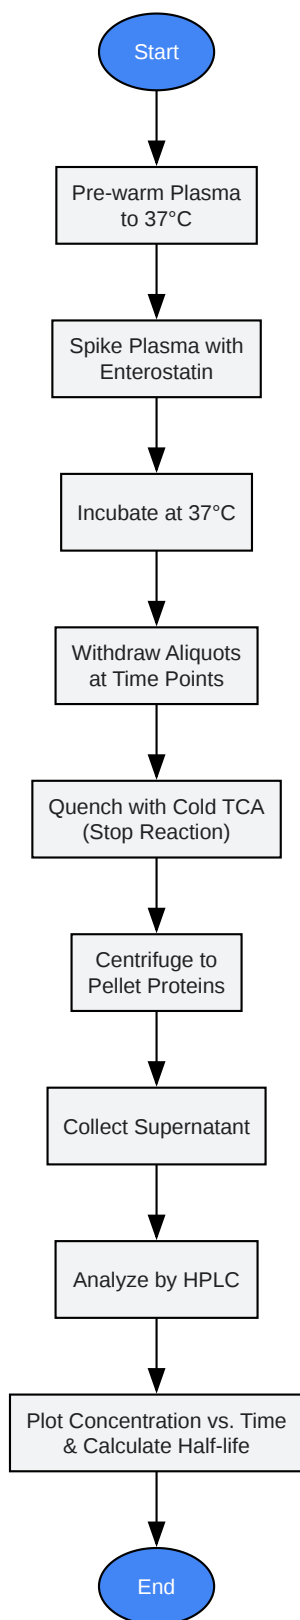 Start
Pre-warm Plasma
to 37°C
Spike Plasma with
Enterostatin
Incubate at 37°C
Withdraw Aliquots
at Time Points
Quench with Cold TCA
(Stop Reaction)
Centrifuge to
Pellet Proteins
Collect Supernatant
Analyze by HPLC
Plot Concentration vs. Time
& Calculate Half-life
End